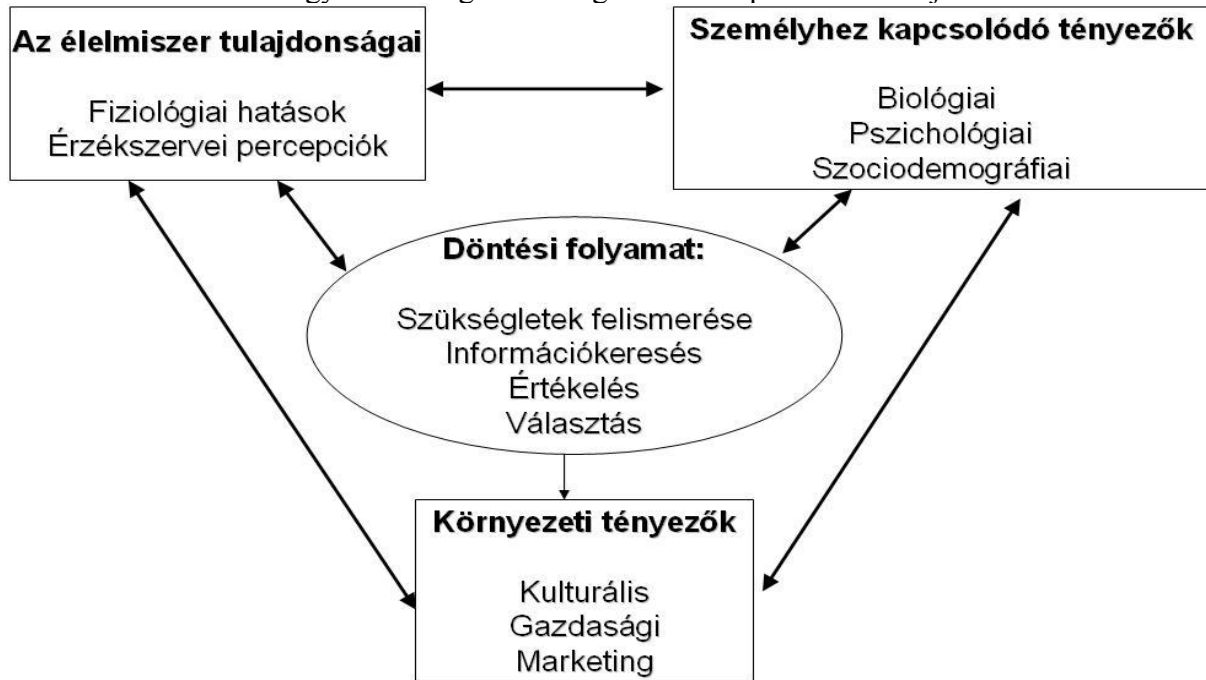 Az élelmiszer tulajdonságai
Fiziológiai hatások
Érzékszervei percepciók
Személyhez kapcsolódó tényezők
Biológiai
Pszichológiai
Szociodemográfiai
Döntési folyamat:
Szükségletek felismerése
Információkeresés
Értékelés
Választás
Környezeti tényezők
Kulturális
Gazdasági
Marketing